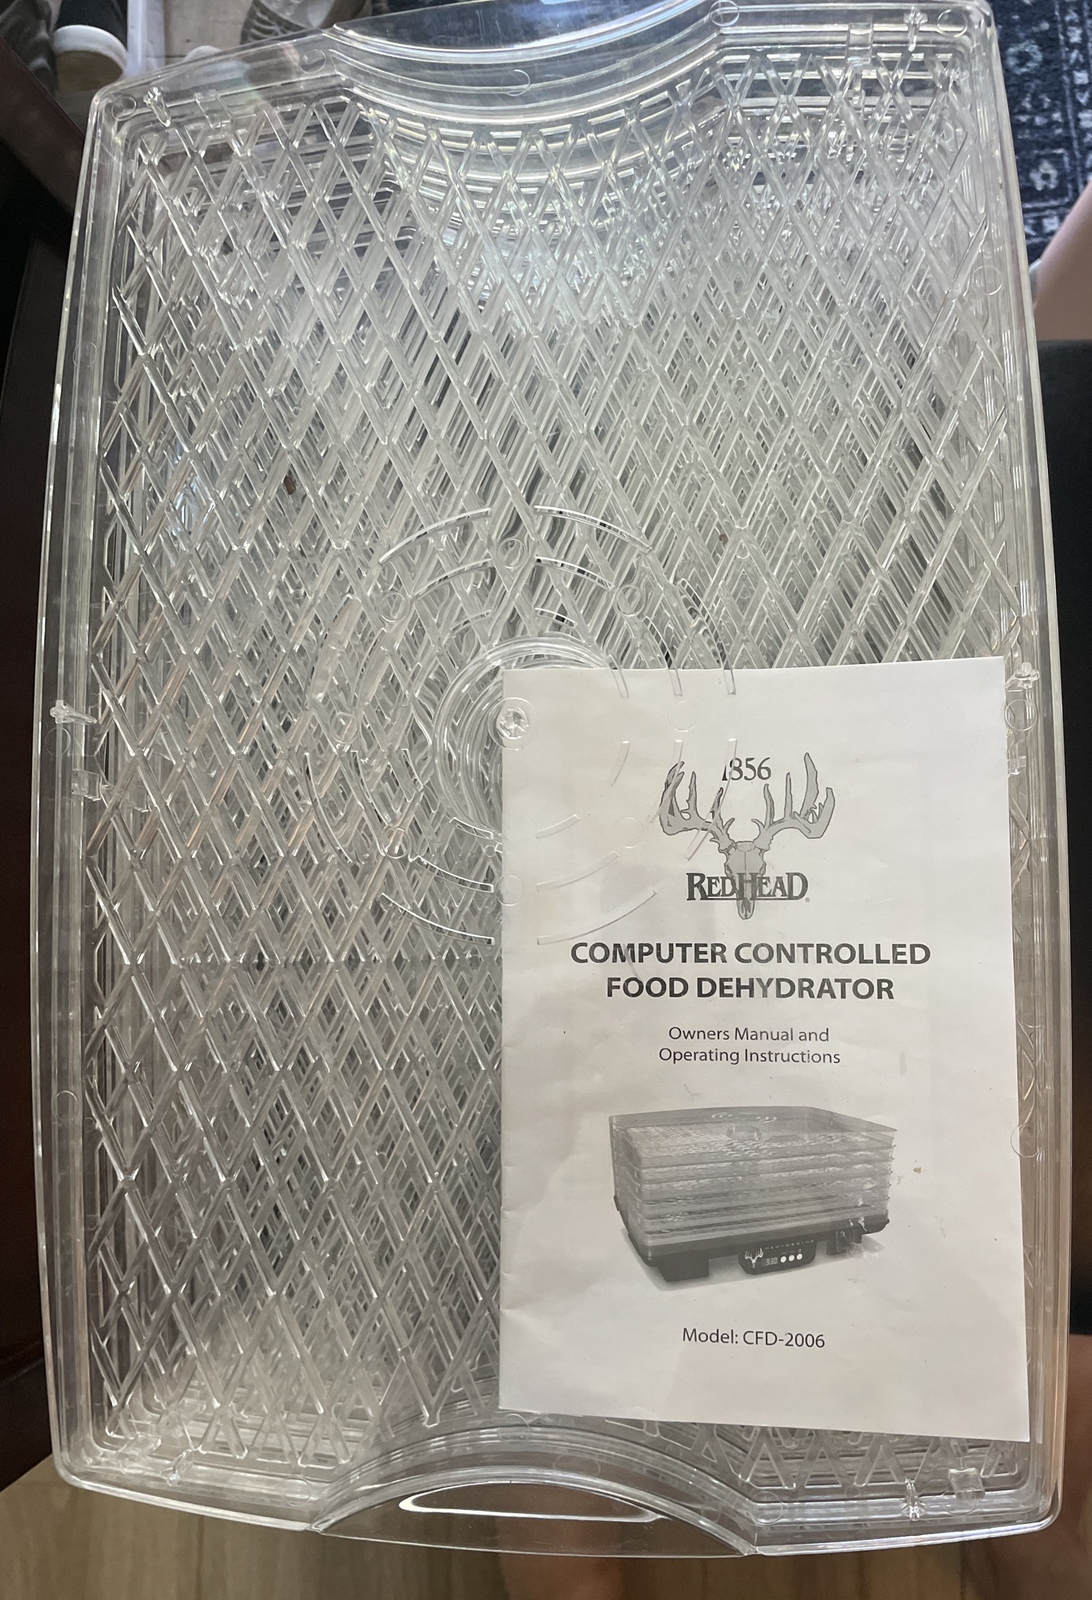 1856
REDHEAD®
COMPUTER CONTROLLED
FOOD DEHYDRATOR
Owners Manual and
Operating Instructions
Model: CFD-2006